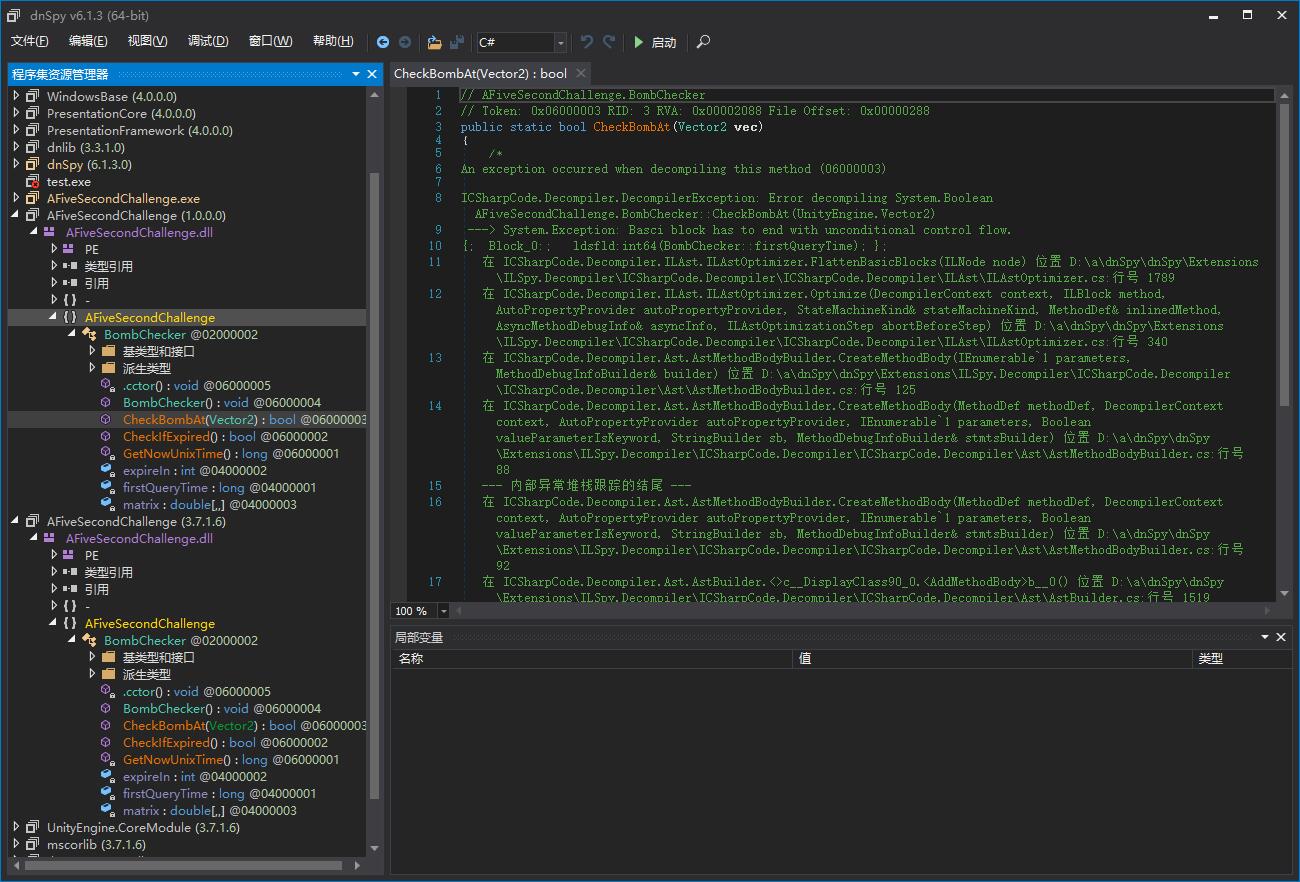 dnSpy v6.1.3 (64-bit)
文件(F) 编辑(E) 视图(V) 调试(D) 窗口(W) 帮助(H) C# 启动
程序集资源管理器
WindowsBase (4.0.0.0)
PresentationCore (4.0.0.0)
PresentationFramework (4.0.0.0)
dnlib (3.3.1.0)
dnSpy (6.1.3.0)
test.exe
AFiveSecondChallenge.exe
AFiveSecondChallenge (1.0.0.0)
AFiveSecondChallenge.dll
PE
类型引用
引用
{ } -
{ } AFiveSecondChallenge
BombChecker @02000002
基类型和接口
派生类型
.cctor() : void @06000005
BombChecker() : void @06000004
CheckBombAt(Vector2) : bool @06000003
CheckIfExpired() : bool @06000002
GetNowUnixTime() : long @06000001
expireIn : int @04000002
firstQueryTime : long @04000001
matrix : double[,,] @04000003
AFiveSecondChallenge (3.7.1.6)
AFiveSecondChallenge.dll
PE
类型引用
引用
{ } -
{ } AFiveSecondChallenge
BombChecker @02000002
基类型和接口
派生类型
.cctor() : void @06000005
BombChecker() : void @06000004
CheckBombAt(Vector2) : bool @06000003
CheckIfExpired() : bool @06000002
GetNowUnixTime() : long @06000001
expireIn : int @04000002
firstQueryTime : long @04000001
matrix : double[,,] @04000003
UnityEngine.CoreModule (3.7.1.6)
mscorlib (3.7.1.6)
CheckBombAt(Vector2) : bool
1 // AFiveSecondChallenge.BombChecker
2 // Token: 0x06000003 RID: 3 RVA: 0x00002088 File Offset: 0x00000288
3 public static bool CheckBombAt(Vector2 vec)
4 {
5 /*
6 An exception occurred when decompiling this method (06000003)
7
8 ICSharpCode.Decompiler.DecompilerException: Error decompiling System.Boolean
AFiveSecondChallenge.BombChecker::CheckBombAt(UnityEngine.Vector2)
9 ---> System.Exception: Basci block has to end with unconditional control flow.
10 {; Block_0:; ldsfld:int64(BombChecker::firstQueryTime); };
11 在 ICSharpCode.Decompiler.ILAst.ILAstOptimizer.FlattenBasicBlocks(ILNode node) 位置 D:\a\dnSpy\dnSpy\Extensions
\ILSpy.Decompiler\ICSharpCode.Decompiler\ICSharpCode.Decompiler\ILAst\ILAstOptimizer.cs:行号 1789
12 在 ICSharpCode.Decompiler.ILAst.ILAstOptimizer.Optimize(DecompilerContext context, ILBlock method,
AutoPropertyProvider autoPropertyProvider, StateMachineKind& stateMachineKind, MethodDef& inlinedMethod,
AsyncMethodDebugInfo& asyncInfo, ILAstOptimizationStep abortBeforeStep) 位置 D:\a\dnSpy\dnSpy\Extensions
\ILSpy.Decompiler\ICSharpCode.Decompiler\ICSharpCode.Decompiler\ILAst\ILAstOptimizer.cs:行号 340
13 在 ICSharpCode.Decompiler.Ast.AstMethodBodyBuilder.CreateMethodBody(IEnumerable`1 parameters,
MethodDebugInfoBuilder& builder) 位置 D:\a\dnSpy\dnSpy\Extensions\ILSpy.Decompiler\ICSharpCode.Decompiler
\ICSharpCode.Decompiler\Ast\AstMethodBodyBuilder.cs:行号 125
14 在 ICSharpCode.Decompiler.Ast.AstMethodBodyBuilder.CreateMethodBody(MethodDef methodDef, DecompilerContext
context, AutoPropertyProvider autoPropertyProvider, IEnumerable`1 parameters, Boolean
valueParameterIsKeyword, StringBuilder sb, MethodDebugInfoBuilder& stmtsBuilder) 位置 D:\a\dnSpy\dnSpy
\Extensions\ILSpy.Decompiler\ICSharpCode.Decompiler\ICSharpCode.Decompiler\Ast\AstMethodBodyBuilder.cs:行号
88
15 --- 内部异常堆栈跟踪的结尾 ---
16 在 ICSharpCode.Decompiler.Ast.AstMethodBodyBuilder.CreateMethodBody(MethodDef methodDef, DecompilerContext
context, AutoPropertyProvider autoPropertyProvider, IEnumerable`1 parameters, Boolean
valueParameterIsKeyword, StringBuilder sb, MethodDebugInfoBuilder& stmtsBuilder) 位置 D:\a\dnSpy\dnSpy
\Extensions\ILSpy.Decompiler\ICSharpCode.Decompiler\ICSharpCode.Decompiler\Ast\AstMethodBodyBuilder.cs:行号
92
17 在 ICSharpCode.Decompiler.Ast.AstBuilder.<>c__DisplayClass90_0.<AddMethodBody>b__0() 位置 D:\a\dnSpy\dnSpy
\Extensions\ILSpy.Decompiler\ICSharpCode.Decompiler\ICSharpCode.Decompiler\Ast\AstBuilder.cs:行号 1519
100 %
局部变量
名称 值 类型